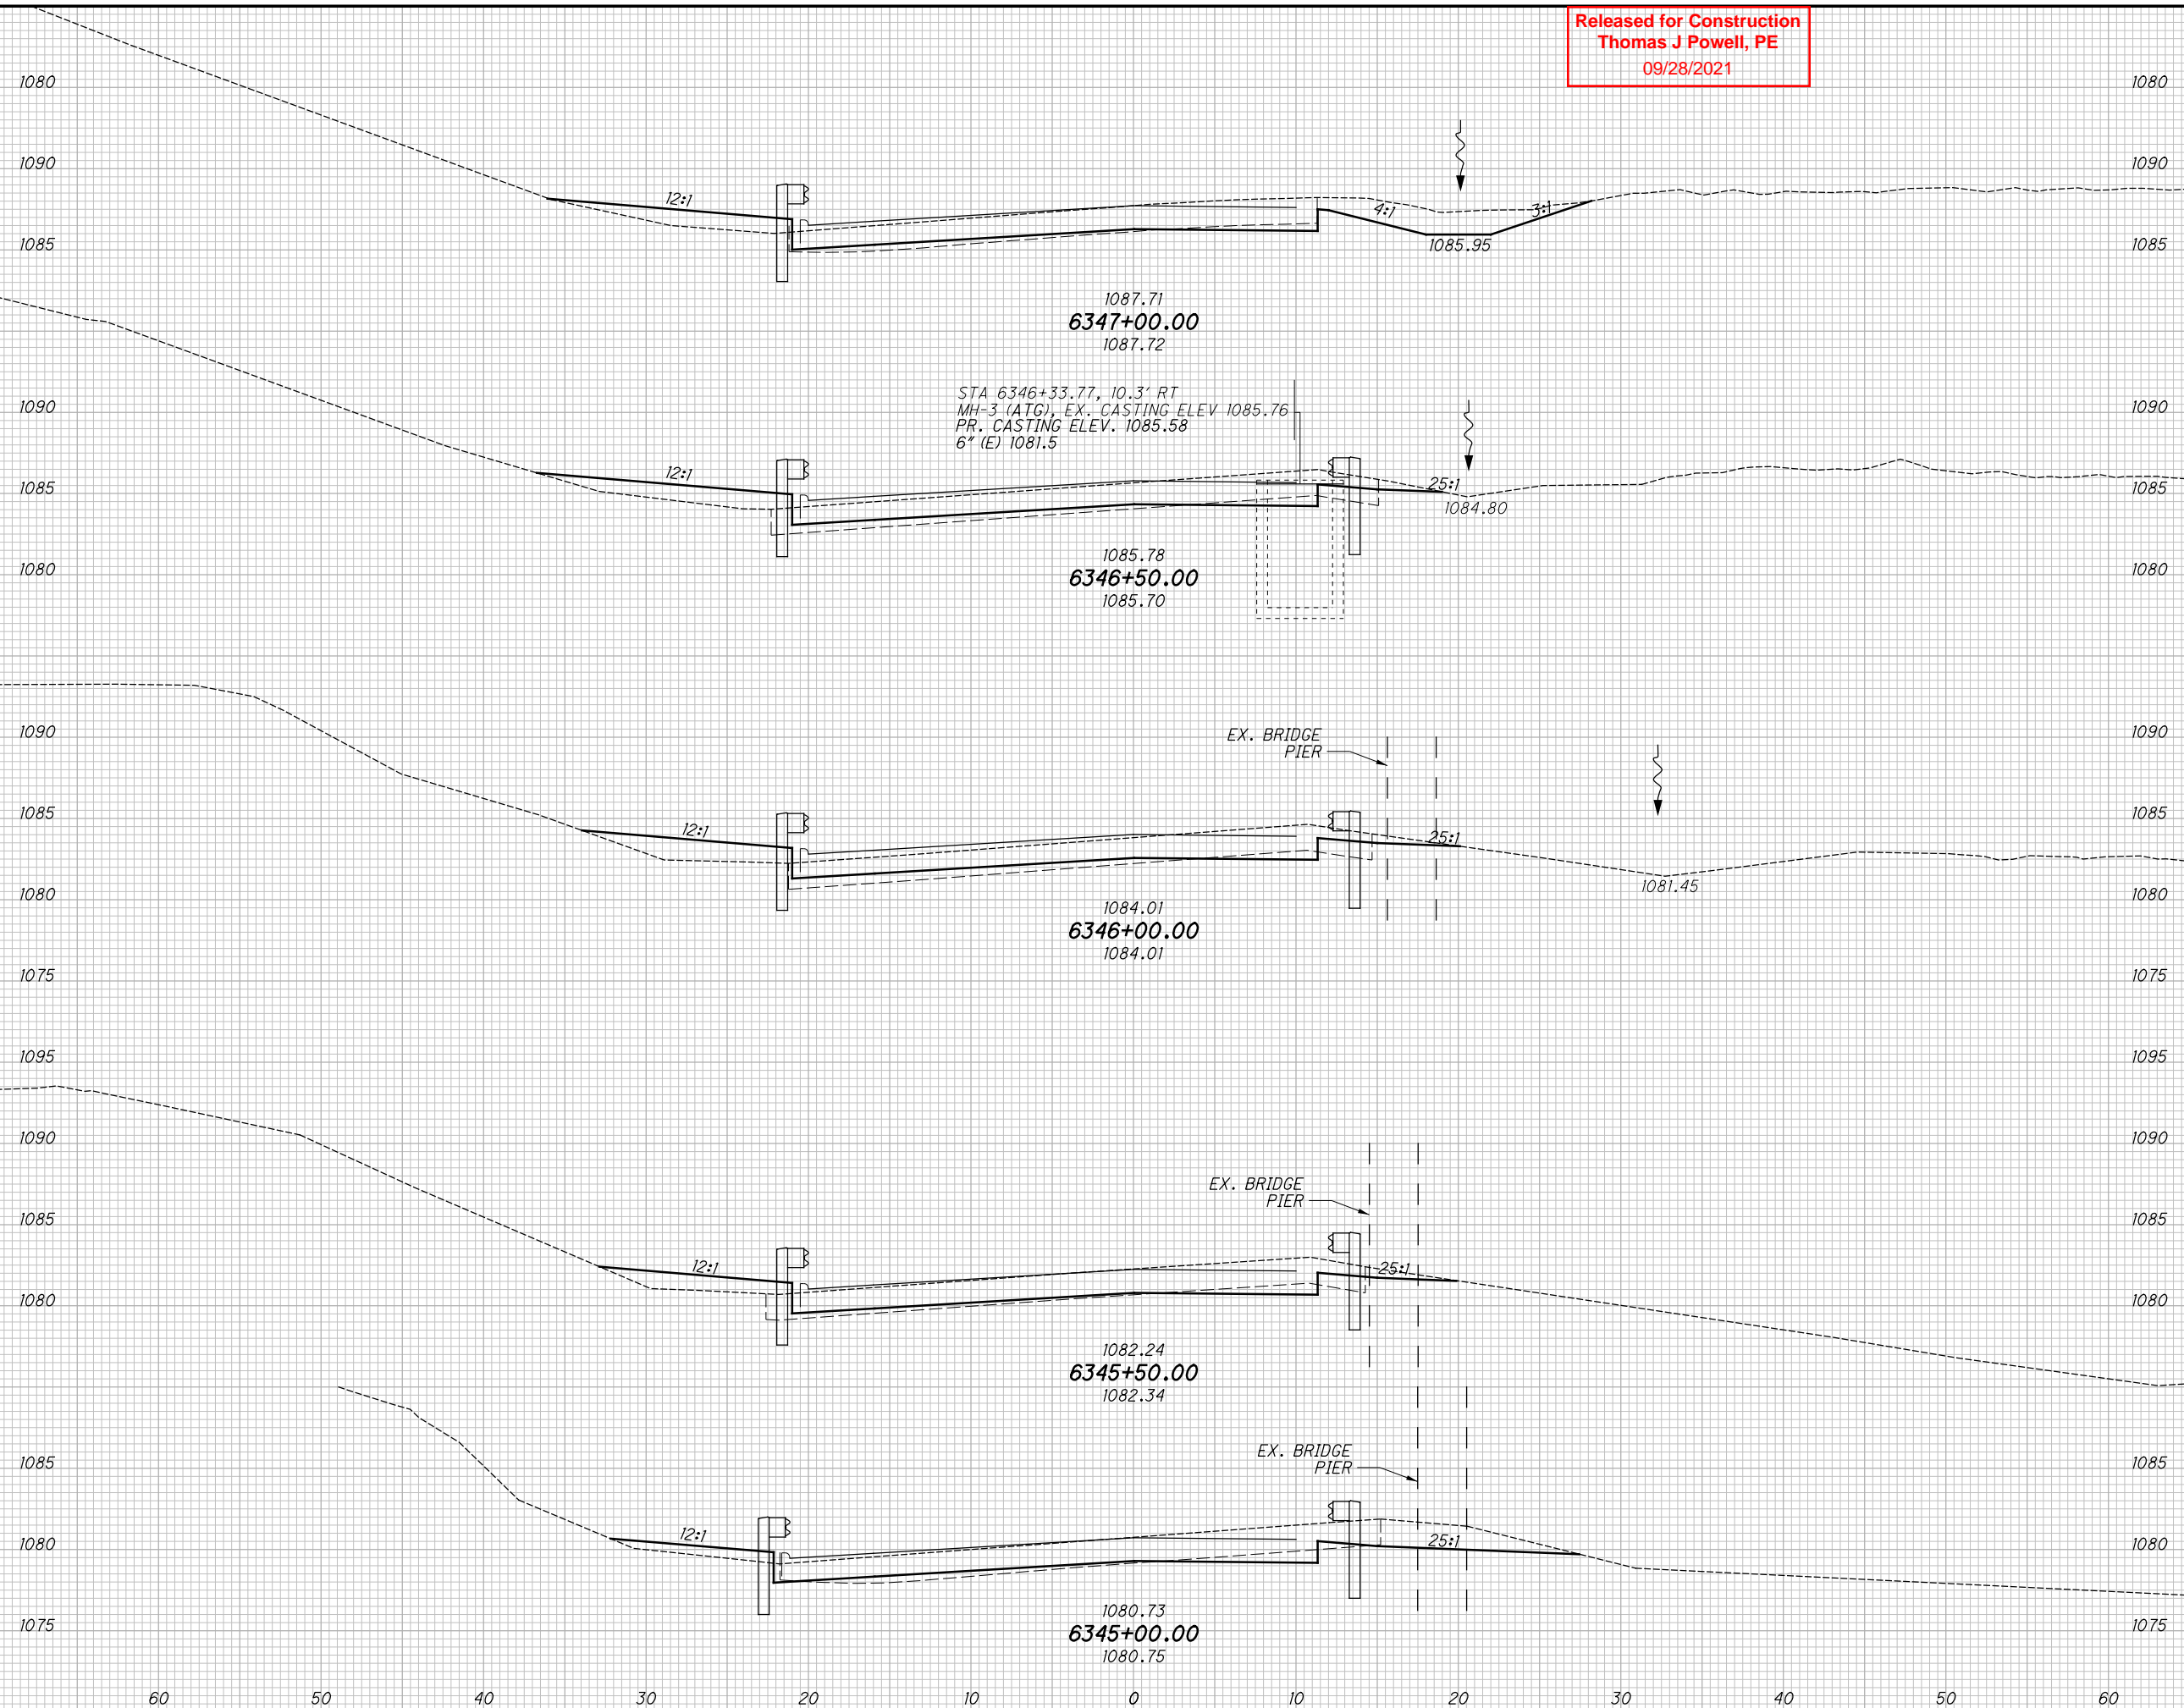 Released for Construction
Thomas J Powell, PE
09/28/2021
1080 1080
1090 1090
12:1 4:1 3:1
1085 1085.95 1085
1087.71
6347+00.00
1087.72
STA 6346+33.77, 10.3' RT
MH-3 (ATG), EX. CASTING ELEV 1085.76
PR. CASTING ELEV. 1085.58
6" (E) 1081.5
1090 1090
12:1 25:1
1085 1085
1084.80
1085.78
1080 6346+50.00 1080
1085.70
EX. BRIDGE
PIER
1090 1090
1085 1085
12:1 25:1
1081.45
1080 1080
1084.01
6346+00.00
1084.01
1075 1075
1095 1095
1090 1090
EX. BRIDGE
PIER
1085 1085
12:1 25:1
1080 1080
1082.24
6345+50.00
1082.34
EX. BRIDGE
PIER
1085 1085
12:1 25:1
1080 1080
1080.73
1075 6345+00.00 1075
1080.75
60 50 40 30 20 10 0 10 20 30 40 50 60